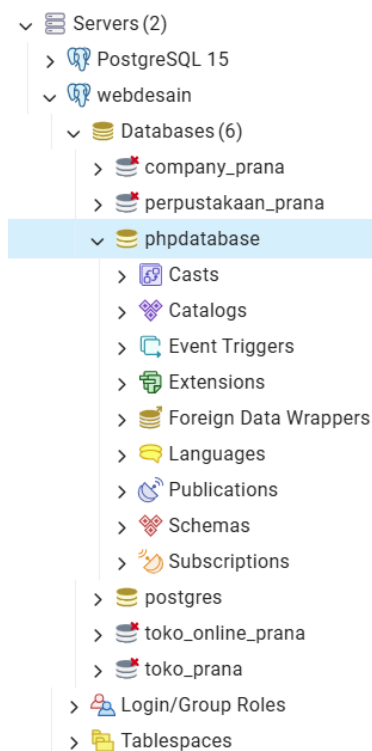 Servers (2)
PostgreSQL 15
webdesain
Databases (6)
company_prana
perpustakaan_prana
phpdatabase
Casts
Catalogs
Event Triggers
Extensions
Foreign Data Wrappers
Languages
Publications
Schemas
Subscriptions
postgres
toko_online_prana
toko_prana
Login/Group Roles
Tablespaces